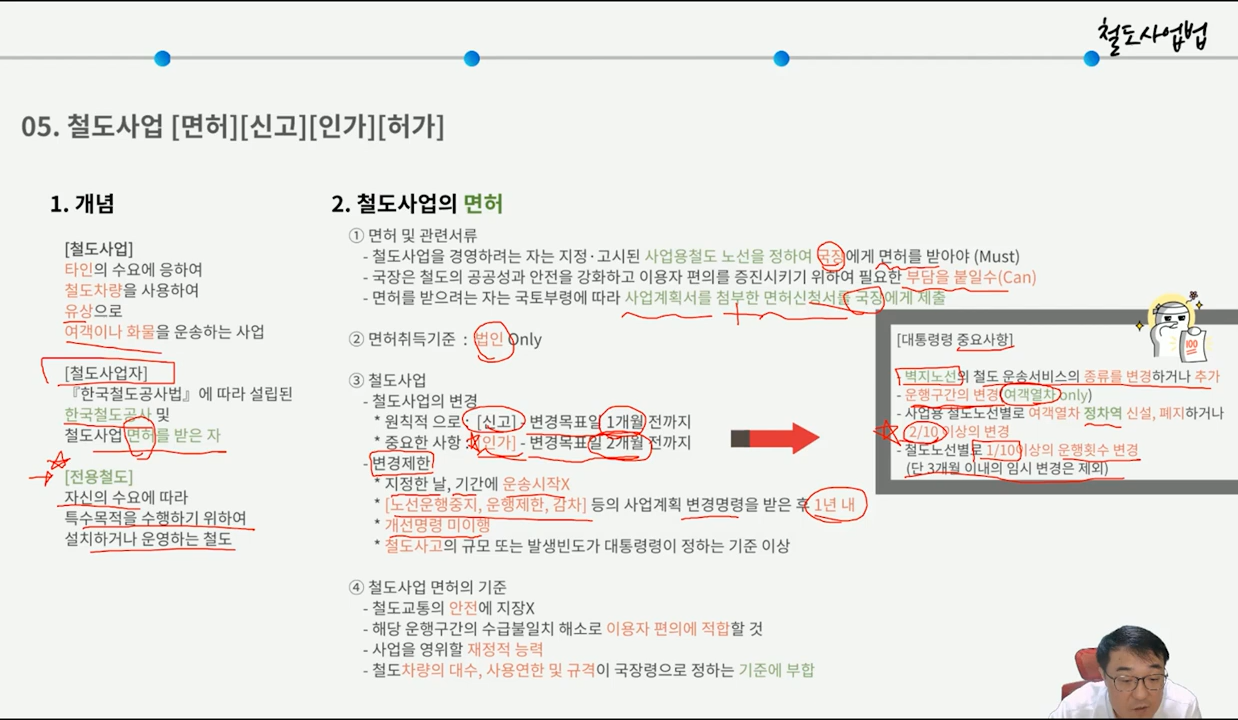 철도사업법
05. 철도사업 [면허][신고][인가][허가]
1. 개념
[철도사업]
타인의 수요에 응하여
철도차량을 사용하여
유상으로
여객이나 화물을 운송하는 사업
[철도사업자]
『한국철도공사법』에 따라 설립된
한국철도공사 및
철도사업 면허를 받은 자
[전용철도]
자신의 수요에 따라
특수목적을 수행하기 위하여
설치하거나 운영하는 철도
2. 철도사업의 면허
① 면허 및 관련서류
- 철도사업을 경영하려는 자는 지정·고시된 사업용철도 노선을 정하여 국장에게 면허를 받아야 (Must)
- 국장은 철도의 공공성과 안전을 강화하고 이용자 편의를 증진시키기 위하여 필요한 부담을 붙일수(Can)
- 면허를 받으려는 자는 국토부령에 따라 사업계획서를 첨부한 면허신청서를 국장에게 제출
② 면허취득기준 : 법인 Only
③ 철도사업
- 철도사업의 변경
* 원칙적 으로 : [신고] - 변경목표일 1개월 전까지
* 중요한 사항 : [인가] - 변경목표일 2개월 전까지
- 변경제한
* 지정한 날, 기간에 운송시작X
* [노선운행중지, 운행제한, 감차] 등의 사업계획 변경명령을 받은 후 1년 내
* 개선명령 미이행
* 철도사고의 규모 또는 발생빈도가 대통령령이 정하는 기준 이상
④ 철도사업 면허의 기준
- 철도교통의 안전에 지장X
- 해당 운행구간의 수급불일치 해소로 이용자 편의에 적합할 것
- 사업을 영위할 재정적 능력
- 철도차량의 대수, 사용연한 및 규격이 국장령으로 정하는 기준에 부합
[대통령령 중요사항]
- 벽지노선의 철도 운송서비스의 종류를 변경하거나 추가
- 운행구간의 변경(여객열차 only)
- 사업용 철도노선별로 여객열차 정차역 신설, 폐지하거나
2/10 이상의 변경
- 철도노선별로 1/10이상의 운행횟수 변경
(단 3개월 이내의 임시 변경은 제외)
100